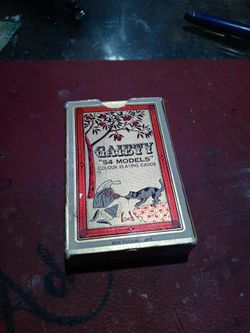 GAIETY
"54 MODELS"
COLOUR PLAYING CARDS